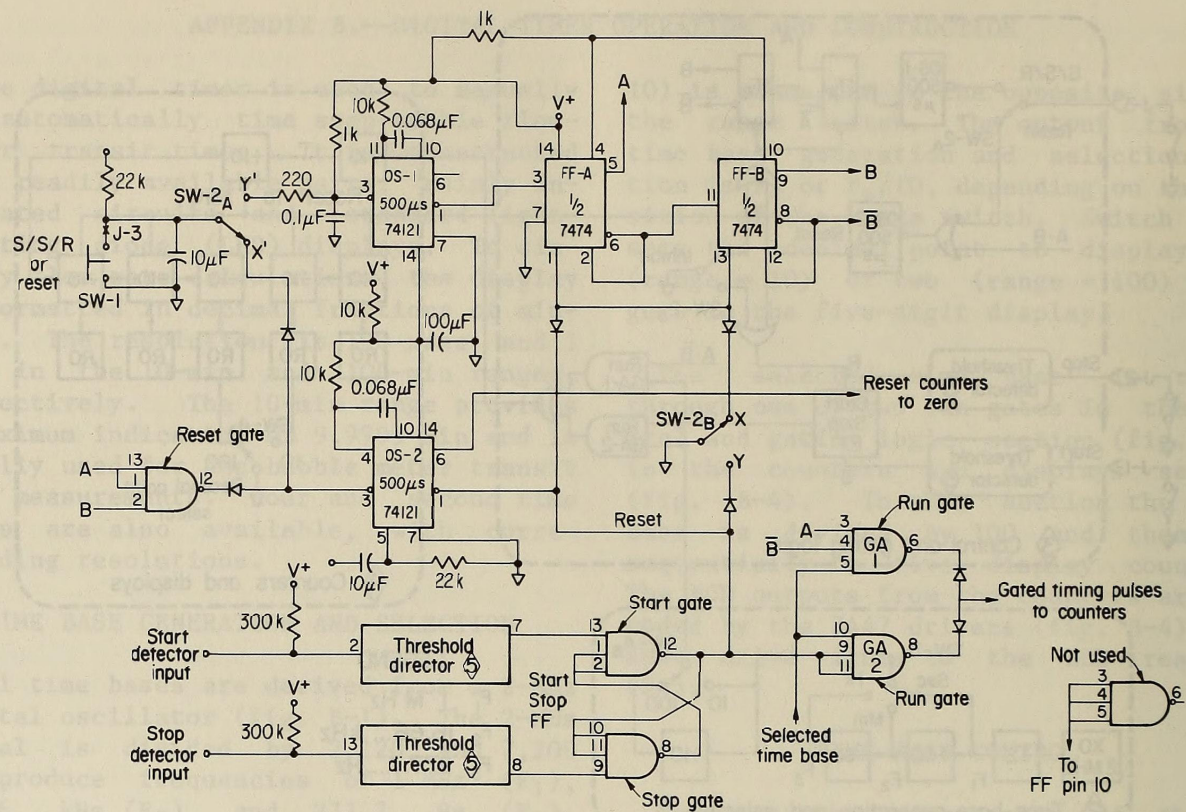 1k
A
V+
10k
0.068µF
1k
11
10
14
4
5
10
22k
SW-2A
Y'
220
3
OS-1
6
500µs
74121
0.1µF
7
14
3
FF-A
1/2
7474
7
6
1
2
FF-B
9
B
11
1/2
8
B̅
7474
13
12
J-3
S/S/R
or
reset
10µF
X'
SW-1
V+
10k
100µF
10k
0.068µF
Reset counters
to zero
SW-2B
X
Y
Reset gate
A
13
1
2
12
B
10
14
4
OS-2
6
500µs
3
1
74121
5
7
Reset
10µF
22k
A
3
B̅
4
5
GA
1
6
Run gate
V+
300k
Start
detector
input
2
Threshold
director 5
7
Start gate
13
1
2
12
Start
Stop
FF
10
9
11
GA
2
8
Run gate
Gated timing pulses
to counters
Not used
3
4
5
6
V+
300k
Stop
detector
input
13
Threshold
director 5
8
10
11
9
8
Stop gate
Selected
time base
To
FF pin 10